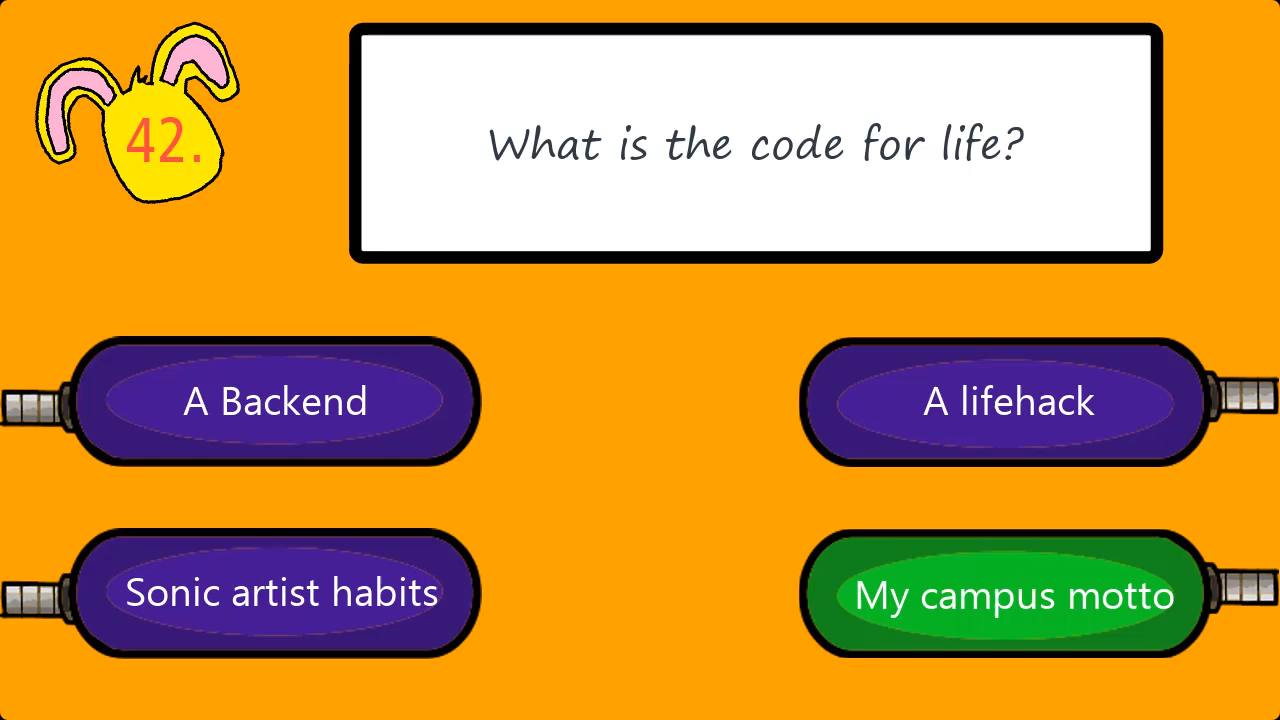 42.
What is the code for life?
A Backend
A lifehack
Sonic artist habits
My campus motto